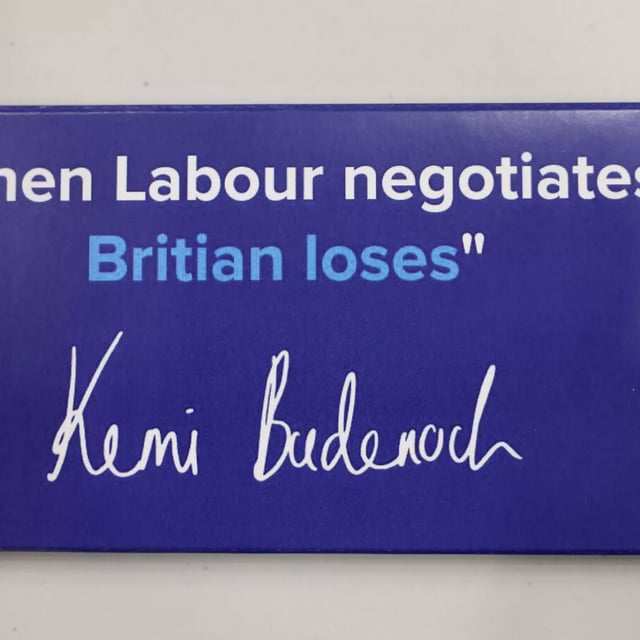 hen Labour negotiates
Britian loses"
Kemi Badenoch